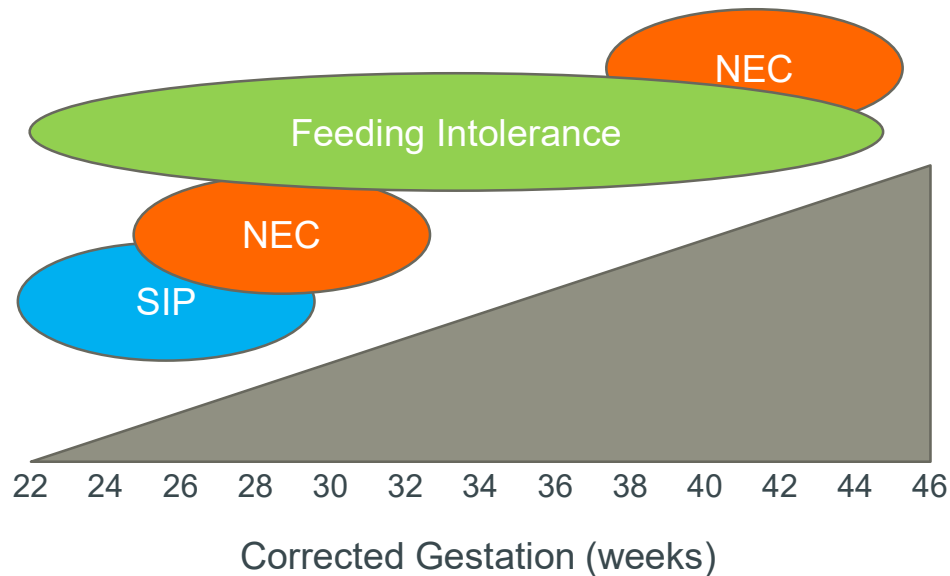 NEC
Feeding Intolerance
NEC
SIP
22 24 26 28 30 32 34 36 38 40 42 44 46
Corrected Gestation (weeks)